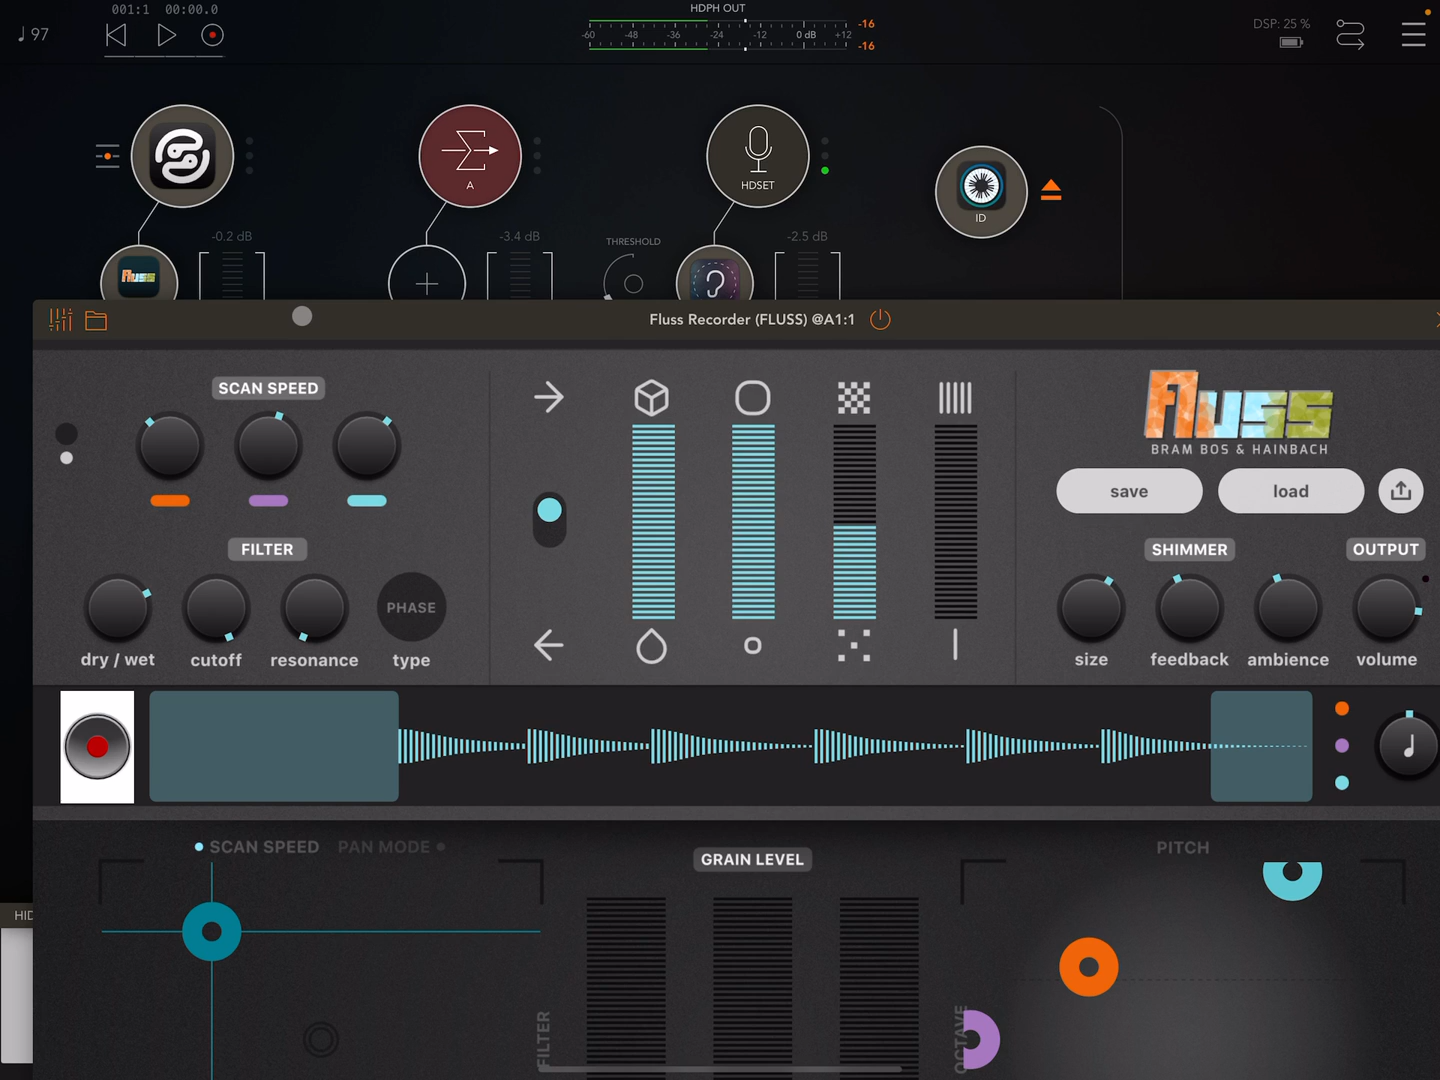 001:1 00:00.0
♩ 97
HDPH OUT
-60 -48 -36 -24 -12 0 dB +12
-16
-16
DSP: 25 %
A
HDSET
ID
-0.2 dB
-3.4 dB
THRESHOLD
-2.5 dB
fluss
Fluss Recorder (FLUSS) @A1:1
SCAN SPEED
Fluss
BRAM BOS & HAINBACH
save
load
FILTER
SHIMMER
OUTPUT
PHASE
dry / wet
cutoff
resonance
type
size
feedback
ambience
volume
SCAN SPEED
PAN MODE
GRAIN LEVEL
PITCH
HID
FILTER
OCTAVE